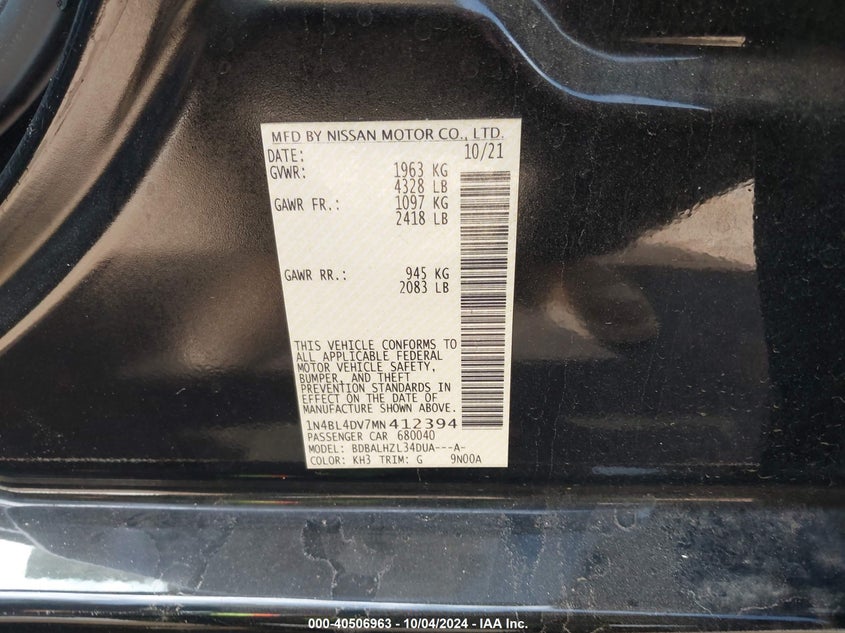 MFD BY NISSAN MOTOR CO., LTD.
DATE: 10/21
GVWR: 1963 KG
4328 LB
GAWR FR.: 1097 KG
2418 LB
GAWR RR.: 945 KG
2083 LB
THIS VEHICLE CONFORMS TO
ALL APPLICABLE FEDERAL
MOTOR VEHICLE SAFETY,
BUMPER, AND THEFT
PREVENTION STANDARDS IN
EFFECT ON THE DATE OF
MANUFACTURE SHOWN ABOVE.
1N4BL4DV7MN412394
PASSENGER CAR 680040
MODEL: BDBALHZL34DUA---A-
COLOR: KH3 TRIM: G 9N00A
000-40506963 - 10/04/2024 - IAA Inc.